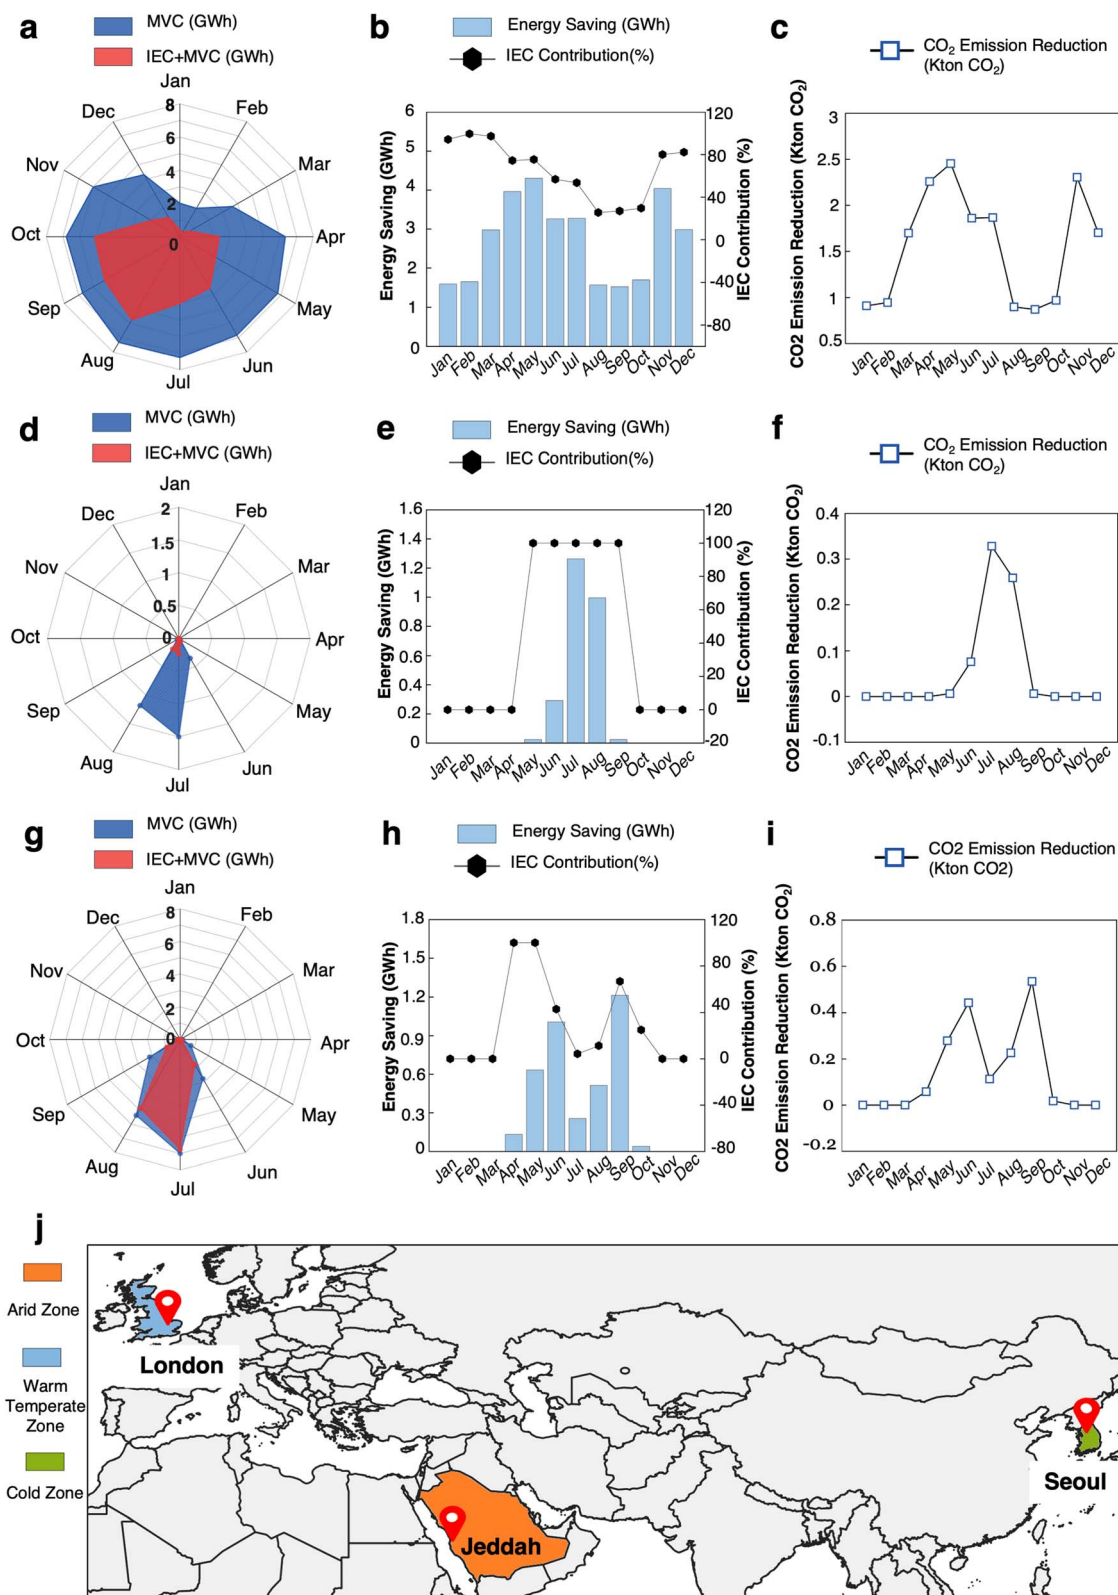 a
MVC (GWh)
IEC+MVC (GWh)
Jan
Feb
Mar
Apr
May
Jun
Jul
Aug
Sep
Oct
Nov
Dec
8
6
4
2
0
b
Energy Saving (GWh)
IEC Contribution(%)
Energy Saving (GWh)
6
5
4
3
2
1
0
IEC Contribution (%)
120
80
40
0
-40
-80
Jan
Feb
Mar
Apr
May
Jun
Jul
Aug
Sep
Oct
Nov
Dec
c
CO₂ Emission Reduction
(Kton CO₂)
CO2 Emission Reduction (Kton CO₂)
3
2.5
2
1.5
1
0.5
Jan
Feb
Mar
Apr
May
Jun
Jul
Aug
Sep
Oct
Nov
Dec
d
MVC (GWh)
IEC+MVC (GWh)
Jan
Feb
Mar
Apr
May
Jun
Jul
Aug
Sep
Oct
Nov
Dec
2
1.5
1
0.5
0
e
Energy Saving (GWh)
IEC Contribution(%)
Energy Saving (GWh)
1.6
1.4
1.2
1
0.8
0.6
0.4
0.2
0
IEC Contribution (%)
120
100
80
60
40
20
0
-20
Jan
Feb
Mar
Apr
May
Jun
Jul
Aug
Sep
Oct
Nov
Dec
f
CO₂ Emission Reduction
(Kton CO₂)
CO2 Emission Reduction (Kton CO₂)
0.4
0.3
0.2
0.1
0
-0.1
Jan
Feb
Mar
Apr
May
Jun
Jul
Aug
Sep
Oct
Nov
Dec
g
MVC (GWh)
IEC+MVC (GWh)
Jan
Feb
Mar
Apr
May
Jun
Jul
Aug
Sep
Oct
Nov
Dec
8
6
4
2
0
h
Energy Saving (GWh)
IEC Contribution(%)
Energy Saving (GWh)
1.8
1.5
1.2
0.9
0.6
0.3
0
IEC Contribution (%)
120
80
40
0
-40
-80
Jan
Feb
Mar
Apr
May
Jun
Jul
Aug
Sep
Oct
Nov
Dec
i
CO2 Emission Reduction
(Kton CO2)
CO2 Emission Reduction (Kton CO₂)
0.8
0.6
0.4
0.2
0
-0.2
Jan
Feb
Mar
Apr
May
Jun
Jul
Aug
Sep
Oct
Nov
Dec
j
Arid Zone
Warm
Temperate
Zone
Cold Zone
London
Jeddah
Seoul